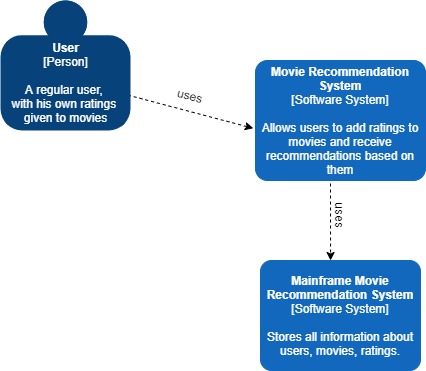 User
[Person]
A regular user,
with his own ratings
given to movies
uses
Movie Recommendation
System
[Software System]
Allows users to add ratings to
movies and receive
recommendations based on
them
uses
Mainframe Movie
Recommendation System
[Software System]
Stores all information about
users, movies, ratings.